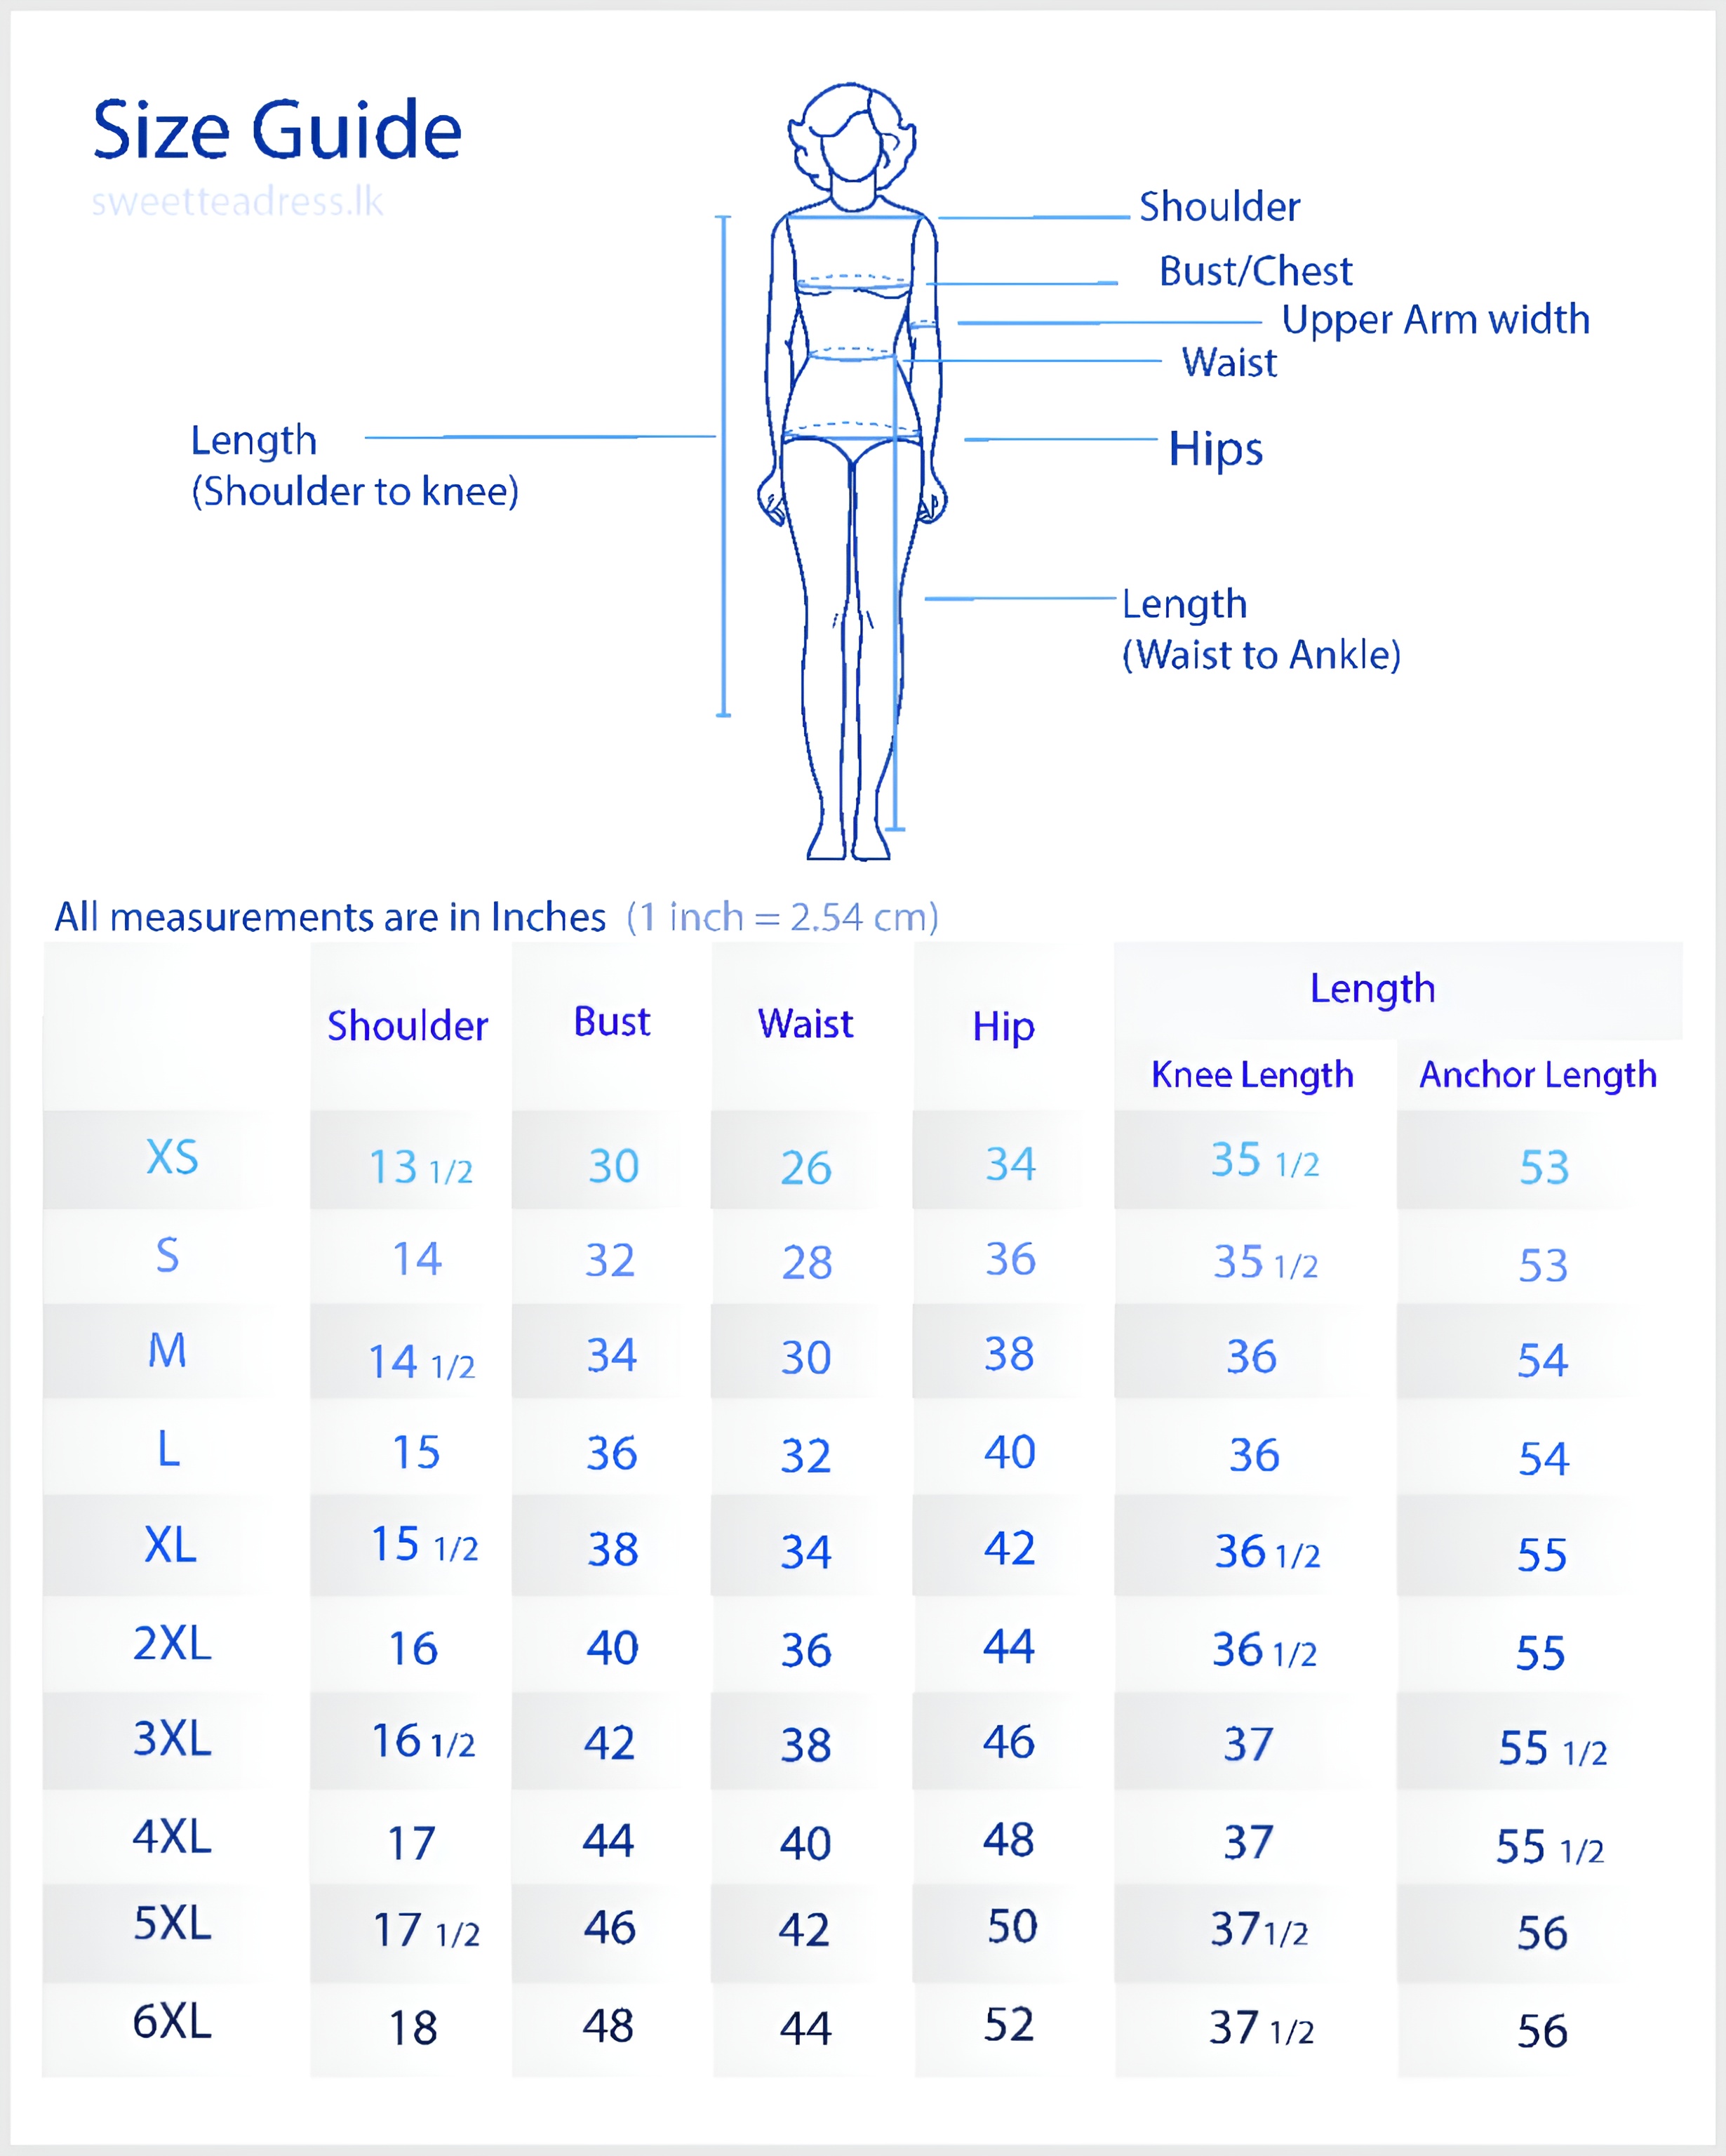 Size Guide
sweetteadress.lk
Shoulder
Bust/Chest
Upper Arm width
Waist
Length
(Shoulder to knee)
Hips
Length
(Waist to Ankle)
All measurements are in Inches (1 inch = 2.54 cm)
Length
Shoulder Bust Waist Hip
Knee Length Anchor Length
XS 13 1/2 30 26 34 35 1/2 53
S 14 32 28 36 35 1/2 53
M 14 1/2 34 30 38 36 54
L 15 36 32 40 36 54
XL 15 1/2 38 34 42 36 1/2 55
2XL 16 40 36 44 36 1/2 55
3XL 16 1/2 42 38 46 37 55 1/2
4XL 17 44 40 48 37 55 1/2
5XL 17 1/2 46 42 50 37 1/2 56
6XL 18 48 44 52 37 1/2 56